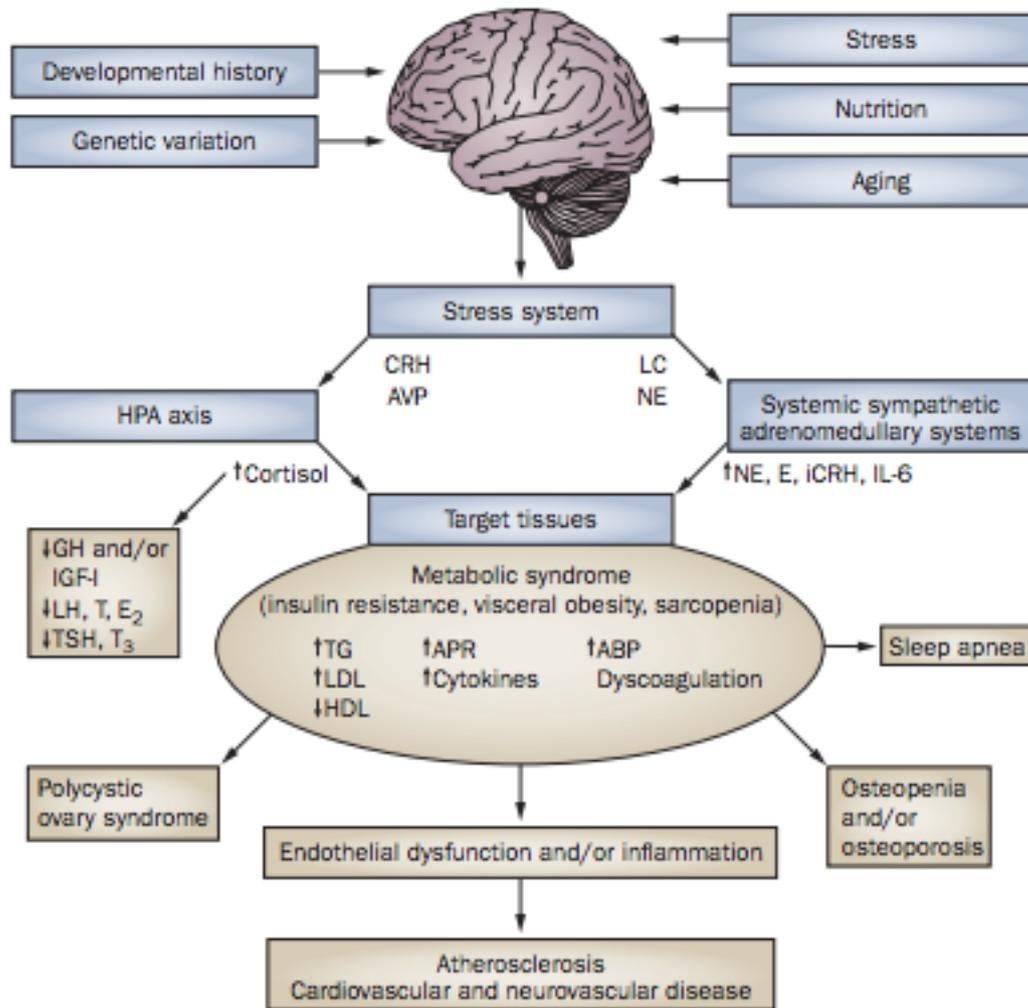 Stress
Developmental history
Nutrition
Genetic variation
Aging
Stress system
CRH
AVP
LC
NE
HPA axis
Systemic sympathetic
adrenomedullary systems
↑Cortisol
↑NE, E, iCRH, IL-6
Target tissues
↓GH and/or
IGF-I
↓LH, T, E₂
↓TSH, T₃
Metabolic syndrome
(insulin resistance, visceral obesity, sarcopenia)
↑TG ↑APR ↑ABP
↑LDL ↑Cytokines Dyscoagulation
↓HDL
Sleep apnea
Polycystic
ovary syndrome
Osteopenia
and/or
osteoporosis
Endothelial dysfunction and/or inflammation
Atherosclerosis
Cardiovascular and neurovascular disease